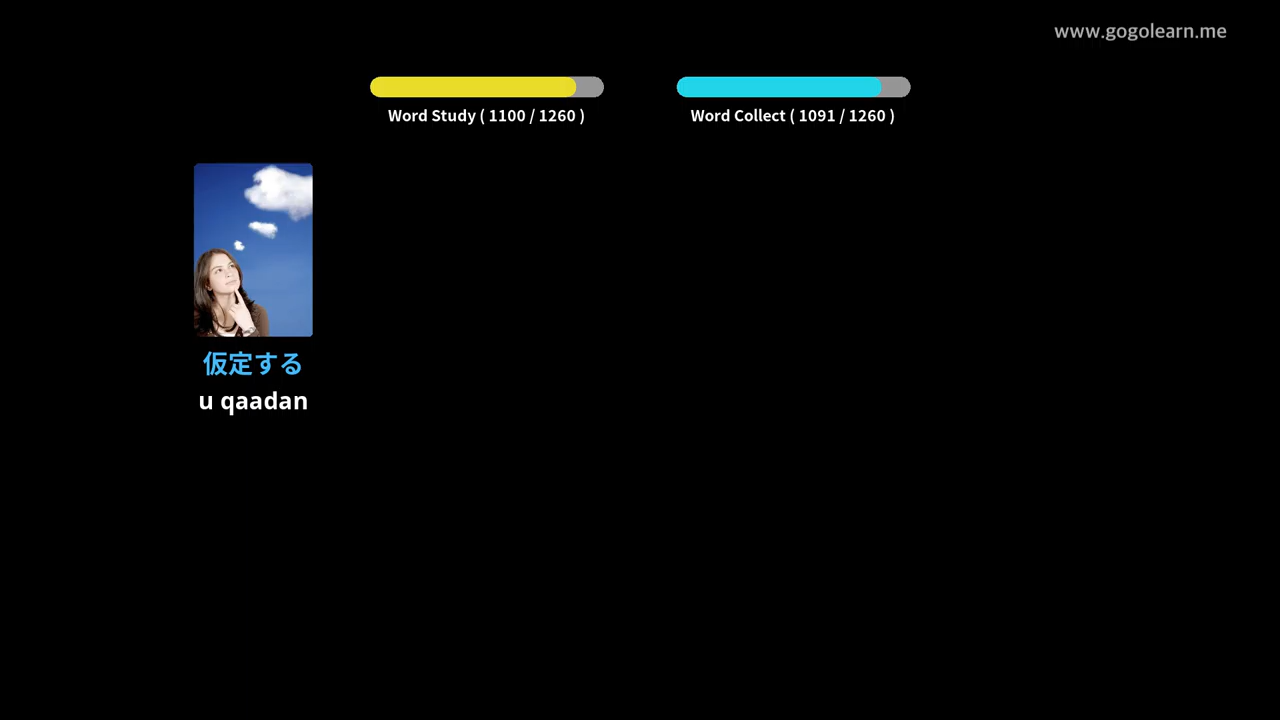 www.gogolearn.me
Word Study ( 1100 / 1260 )
Word Collect ( 1091 / 1260 )
仮定する
u qaadan